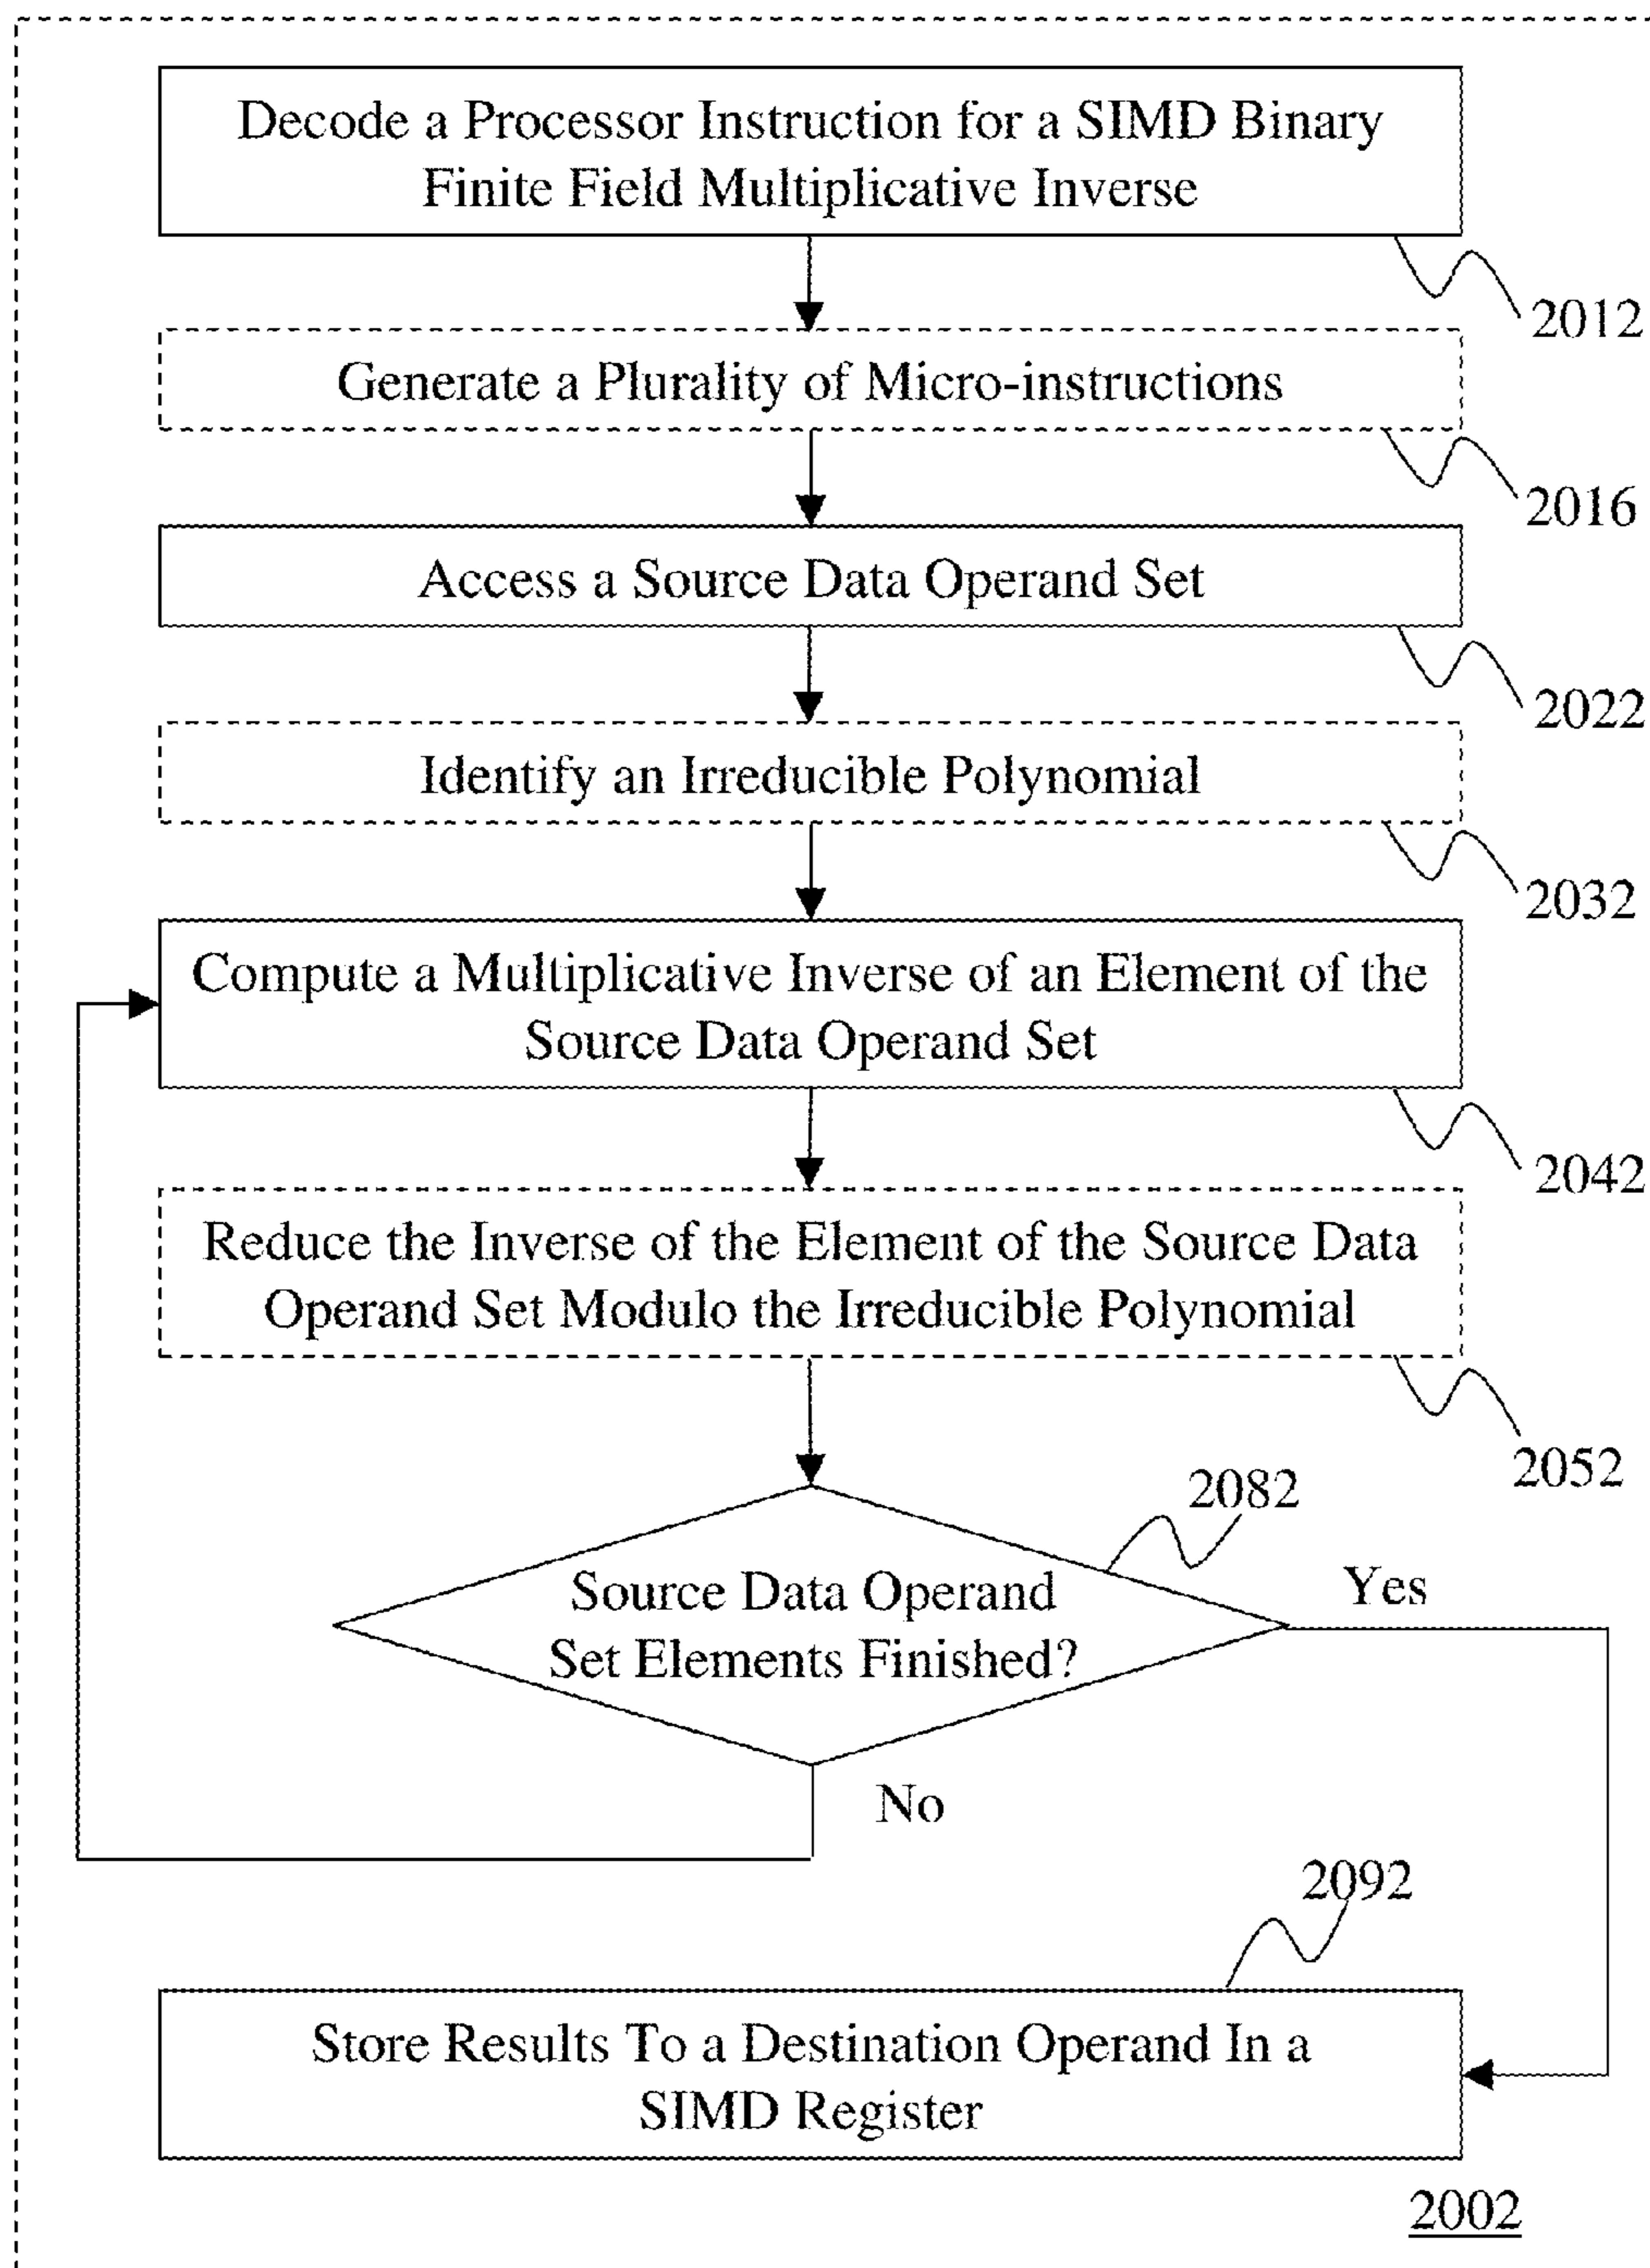 Decode a Processor Instruction for a SIMD Binary
Finite Field Multiplicative Inverse
2012
Generate a Plurality of Micro-instructions
2016
Access a Source Data Operand Set
2022
Identify an Irreducible Polynomial
2032
Compute a Multiplicative Inverse of an Element of the
Source Data Operand Set
2042
Reduce the Inverse of the Element of the Source Data
Operand Set Modulo the Irreducible Polynomial
2052
2082
Source Data Operand
Set Elements Finished?
Yes
No
2092
Store Results To a Destination Operand In a
SIMD Register
2002